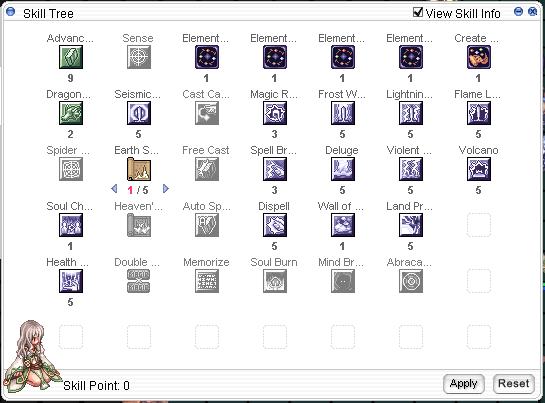 Skill Tree View Skill Info
Advanc... Sense Element... Element... Element... Element... Create ...
9 1 1 1 1 1
Dragon... Seismic... Cast Ca... Magic R... Frost W... Lightnin... Flame L...
2 5 3 5 5 5
Spider ... Earth S... Free Cast Spell Br... Deluge Violent ... Volcano
1 / 5 3 5 5 5
Soul Ch... Heaven'... Auto Sp... Dispell Wall of ... Land Pr...
1 5 1 5
Health ... Double ... Memorize Soul Burn Mind Br... Abraca...
5
Skill Point: 0 Apply Reset